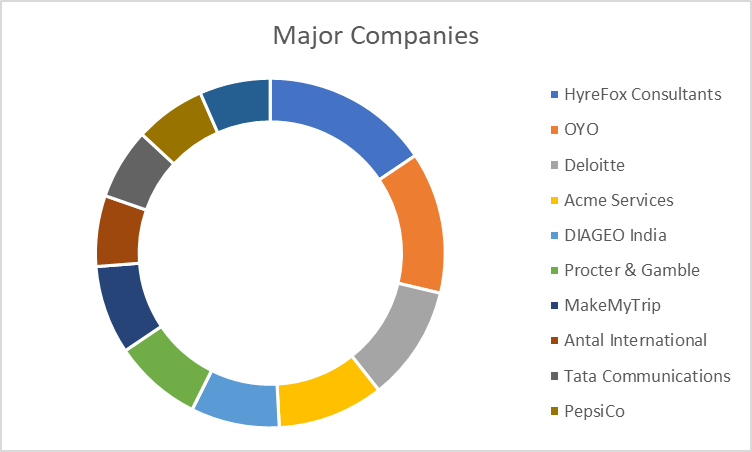 Major Companies
HyreFox Consultants
OYO
Deloitte
Acme Services
DIAGEO India
Procter & Gamble
MakeMyTrip
Antal International
Tata Communications
PepsiCo